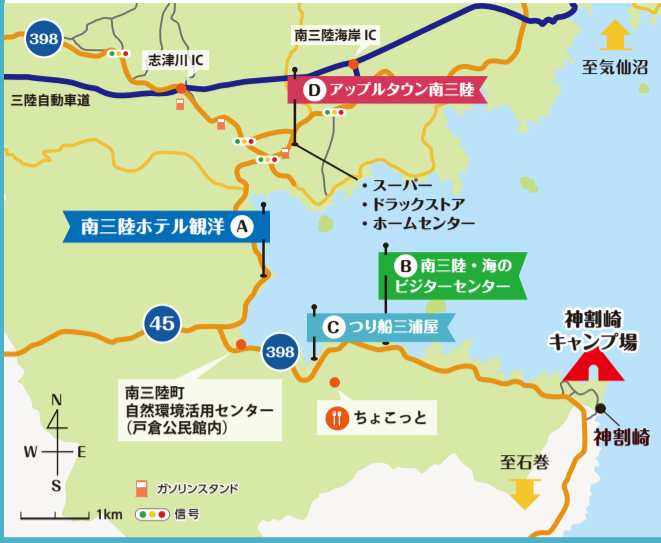 398
志津川IC
南三陸海岸IC
至気仙沼
三陸自動車道
D アップルタウン南三陸
・スーパー
・ドラックストア
・ホームセンター
南三陸ホテル観洋 A
B 南三陸・海の
ビジターセンター
C つり船三浦屋
45
398
神割崎
キャンプ場
南三陸町
自然環境活用センター
(戸倉公民館内)
ちょこっと
神割崎
至石巻
N
W
E
S
ガソリンスタンド
1km
信号